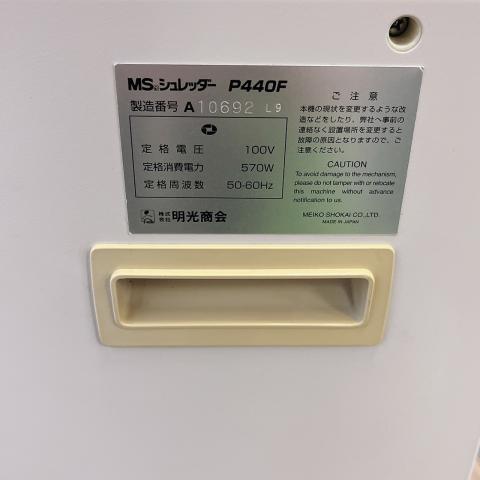 MSシュレッダー P440F
製造番号 A10692 L9
定格電圧 100V
定格消費電力 570W
定格周波数 50-60Hz
株式会社 明光商会
ご注意
本機の現状を変更するような改
造などをしたり、弊社へ事前の
連絡なく設置場所を変更すると
故障の原因となりますので、ご
注意ください。
CAUTION
To avoid damage to the mechanism,
please do not tamper with or relocate
this machine without advance
notification to us.
MEIKO SHOKAI CO.,LTD.
MADE IN JAPAN